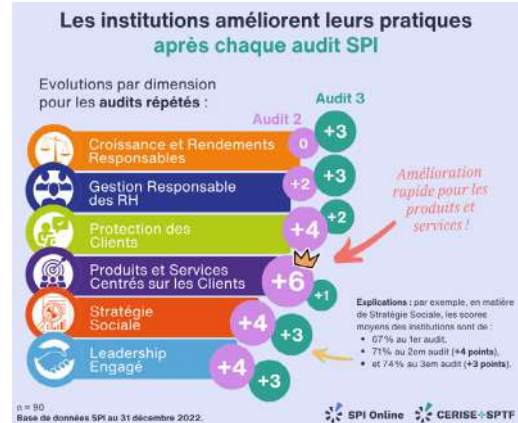 Les institutions améliorent leurs pratiques
après chaque audit SPI
Evolutions par dimension
pour les audits répétés :
Audit 2
Audit 3
Croissance et Rendements
Responsables
0
+3
Gestion Responsable
des RH
+2
+3
Protection des
Clients
+4
+2
Produits et Services
Centrés sur les Clients
+6
+1
Stratégie
Sociale
+4
+3
Leadership
Engagé
+4
+3
Amélioration
rapide pour les
produits et
services !
Explications : par exemple, en matière
de Stratégie Sociale, les scores
moyens des institutions sont de :
• 67% au 1er audit,
• 71% au 2em audit (+4 points),
• et 74% au 3em audit (+3 points).
n = 90
Base de données SPI au 31 décembre 2022.
SPI Online
CERISE+SPTF